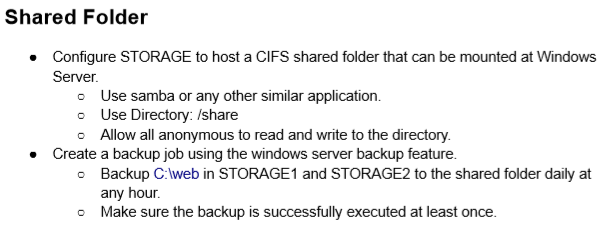 Shared Folder
● Configure STORAGE to host a CIFS shared folder that can be mounted at Windows
Server.
○ Use samba or any other similar application.
○ Use Directory: /share
○ Allow all anonymous to read and write to the directory.
● Create a backup job using the windows server backup feature.
○ Backup C:\web in STORAGE1 and STORAGE2 to the shared folder daily at
any hour.
○ Make sure the backup is successfully executed at least once.